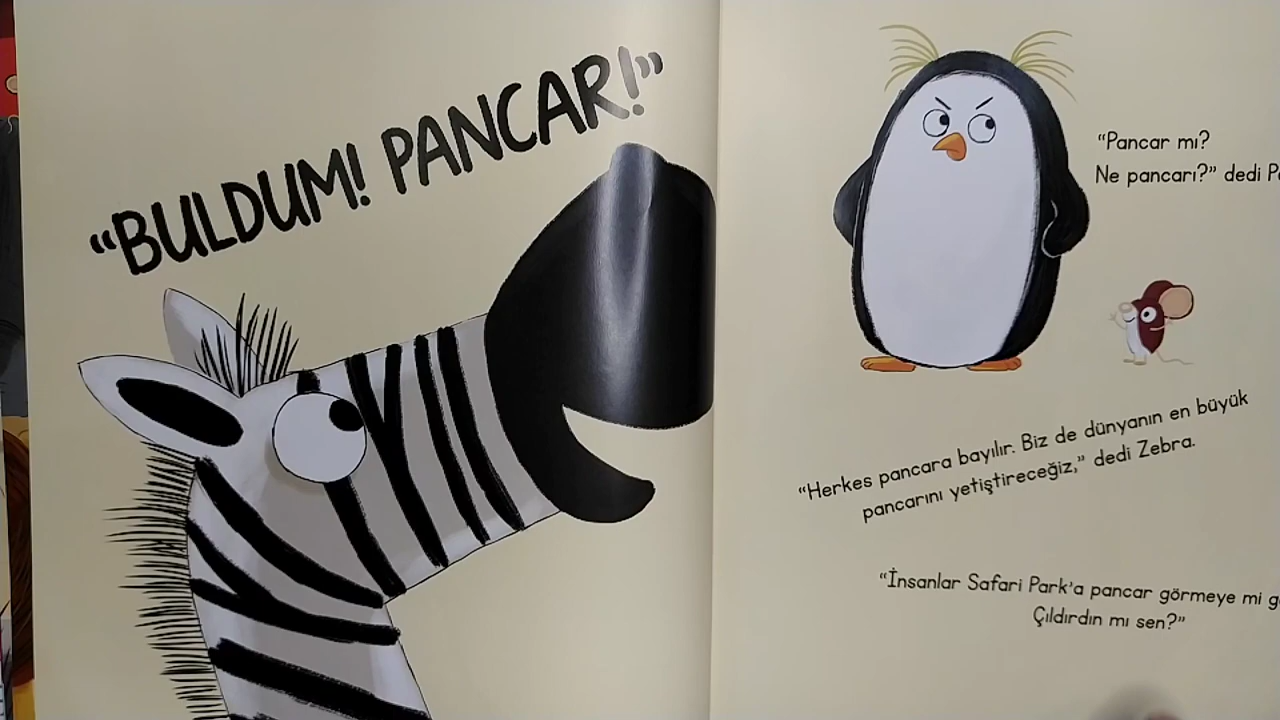 “BULDUM! PANCAR!”
“Pancar mı?
Ne pancarı?” dedi
“Herkes pancara bayılır. Biz de dünyanın en büyük
pancarını yetiştireceğiz,” dedi Zebra.
“İnsanlar Safari Park’a pancar görmeye mi
Çıldırdın mı sen?”